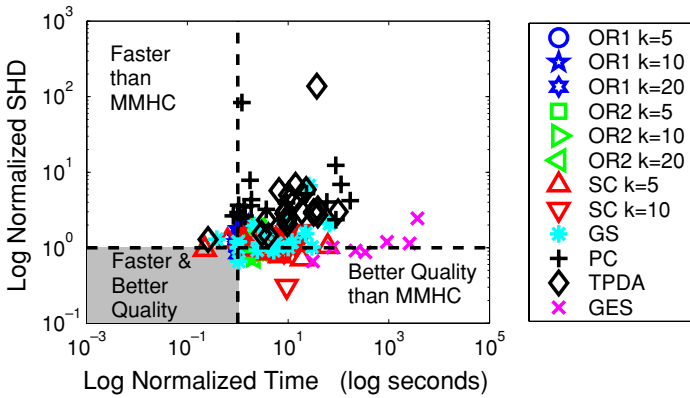 10^3
10^2
10^1
10^0
10^−1
Log Normalized SHD
Faster
than
MMHC
Faster &
Better
Quality
Better Quality
than MMHC
10^−3
10^−1
10^1
10^3
10^5
Log Normalized Time (log seconds)
OR1 k=5
OR1 k=10
OR1 k=20
OR2 k=5
OR2 k=10
OR2 k=20
SC k=5
SC k=10
GS
PC
TPDA
GES